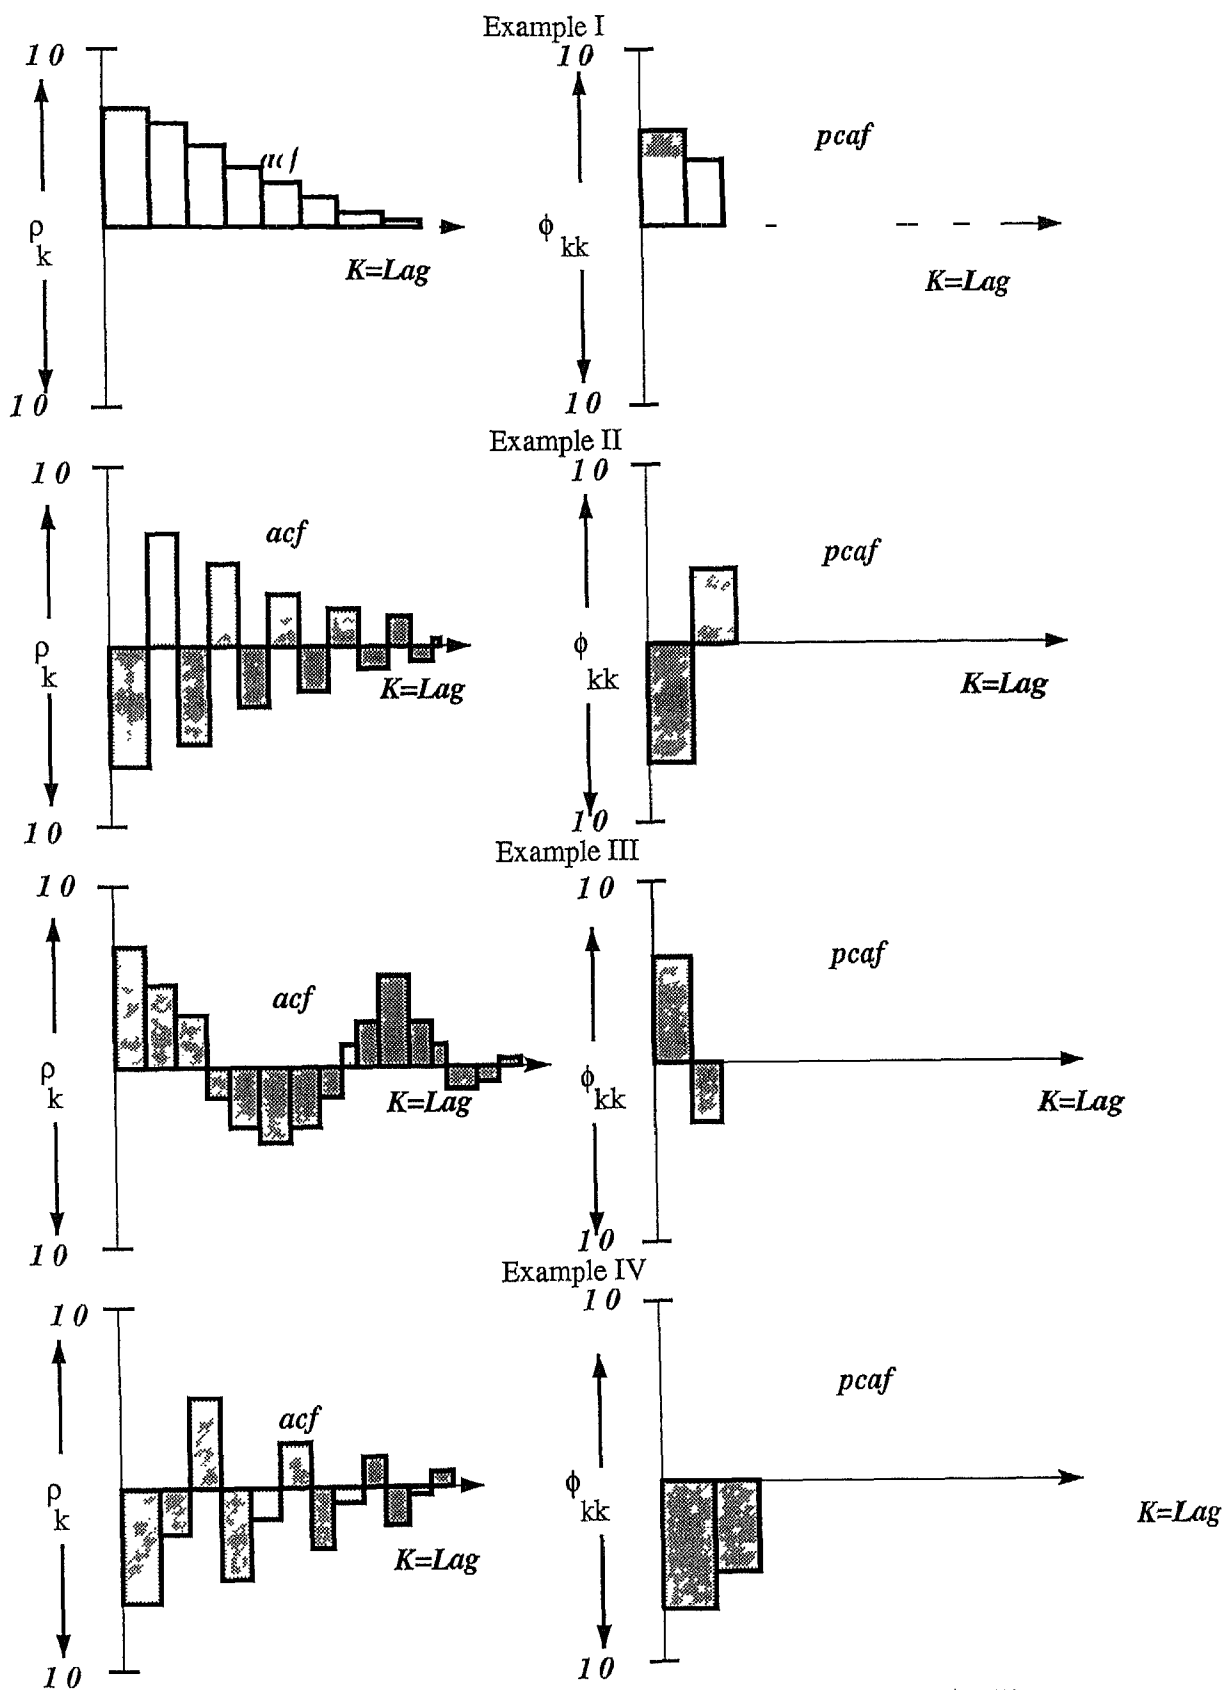 Example I
1 0
1 0
acf
pcaf
ρ
k
ϕ
kk
K=Lag
K=Lag
1 0
1 0
Example II
1 0
1 0
acf
pcaf
ρ
k
ϕ
kk
K=Lag
K=Lag
1 0
1 0
Example III
1 0
1 0
acf
pcaf
ρ
k
ϕ
kk
K=Lag
K=Lag
1 0
1 0
Example IV
1 0
1 0
acf
pcaf
ρ
k
ϕ
kk
K=Lag
K=Lag
1 0
1 0